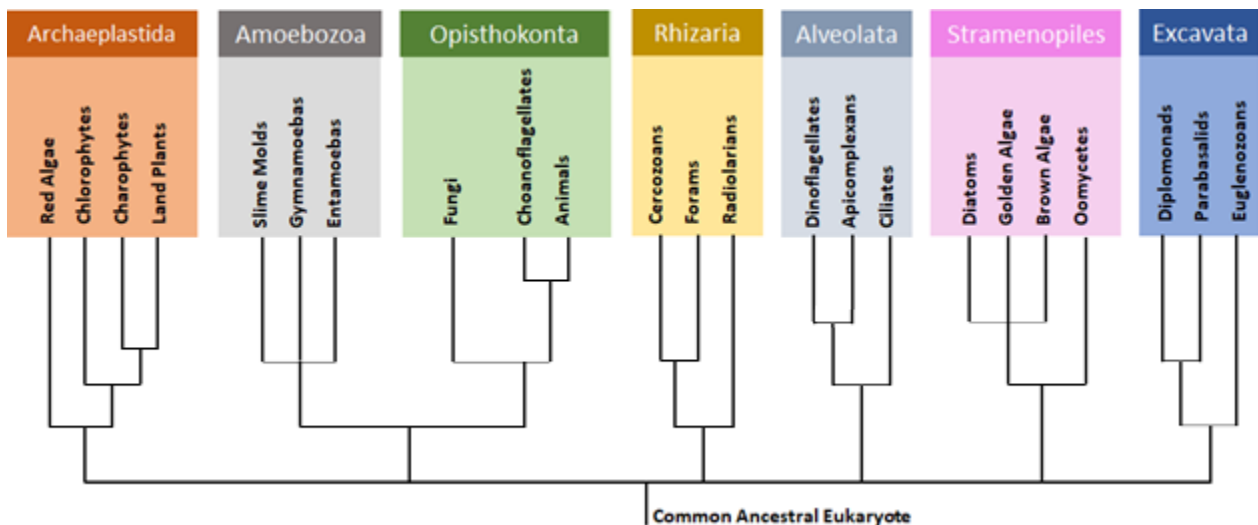 Archaeplastida
Amoebozoa
Opisthokonta
Rhizaria
Alveolata
Stramenopiles
Excavata
Red Algae
Chlorophytes
Charophytes
Land Plants
Slime Molds
Gymnamoebas
Entamoebas
Fungi
Choanoflagellates
Animals
Cercozoans
Forams
Radiolarians
Dinoflagellates
Apicomplexans
Ciliates
Diatoms
Golden Algae
Brown Algae
Oomycetes
Diplomonads
Parabasalids
Euglenozoans
Common Ancestral Eukaryote